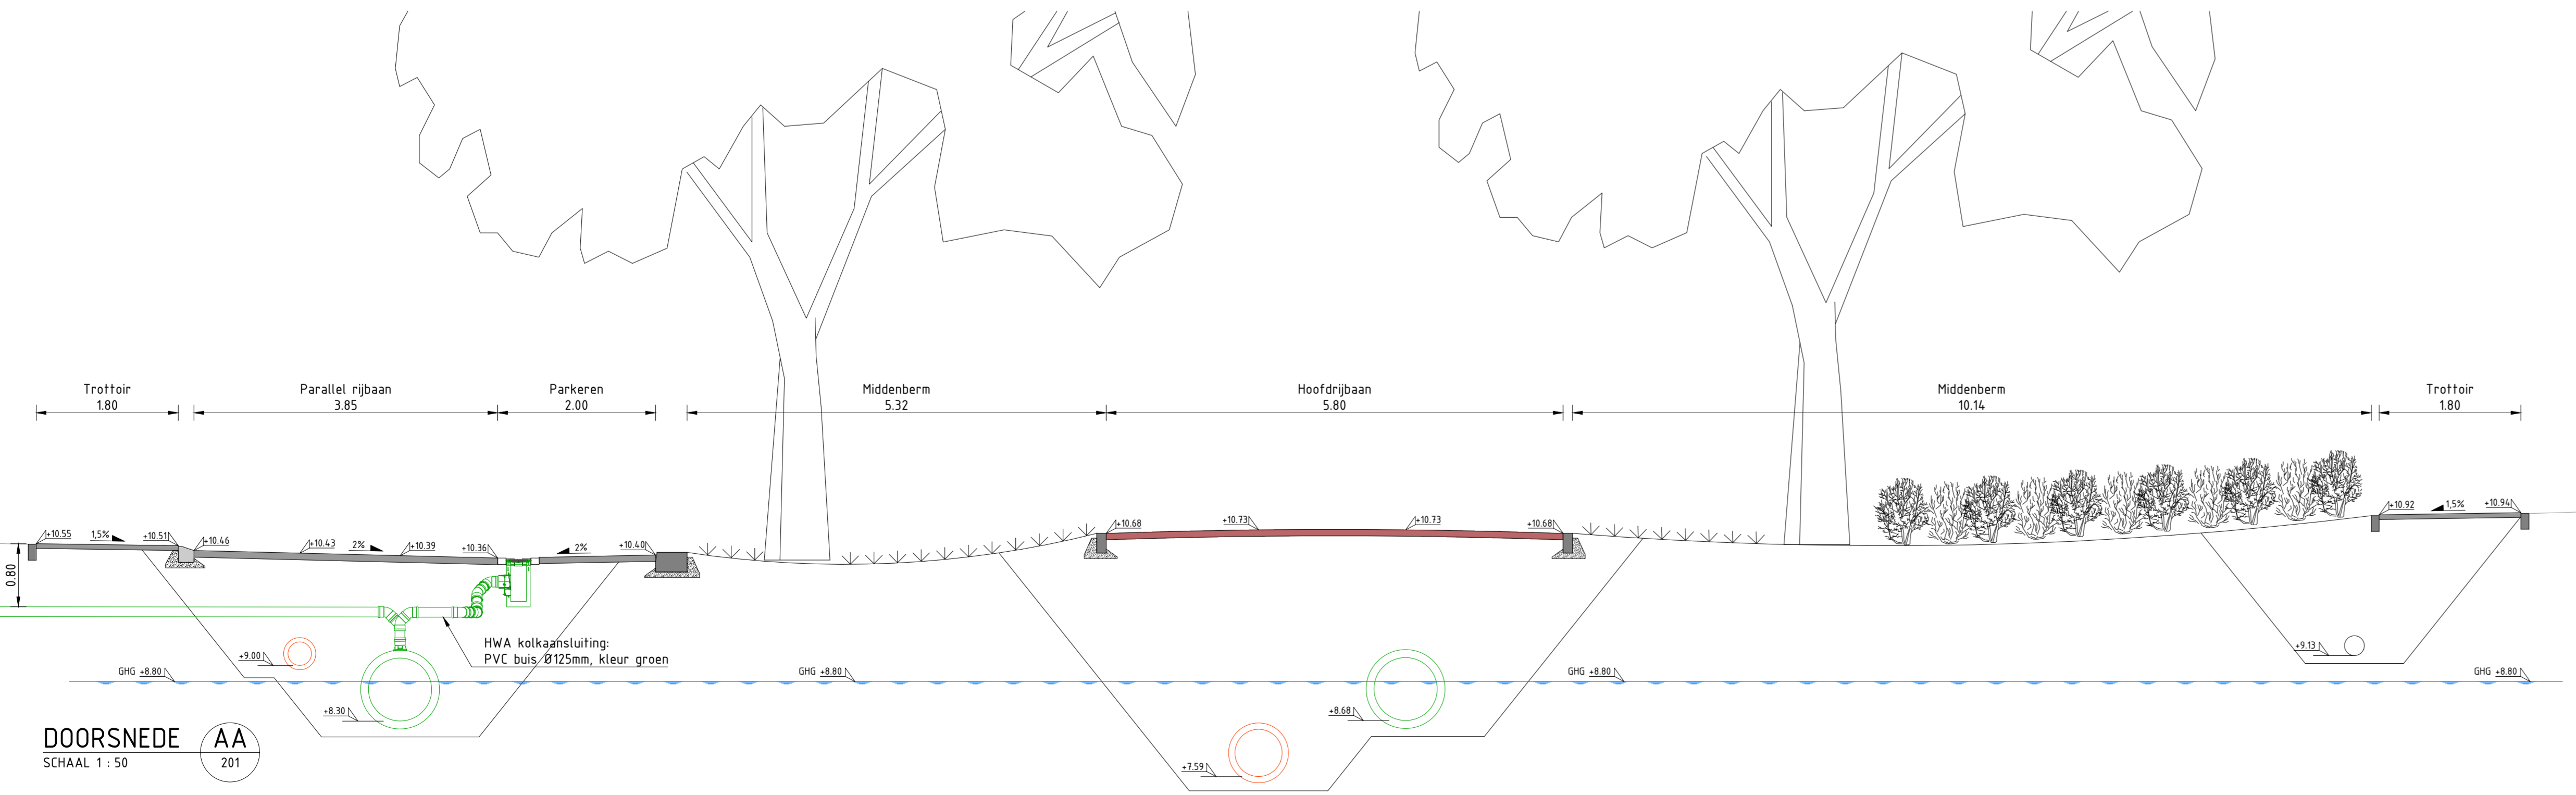 Trottoir
1.80
Parallel rijbaan
3.85
Parkeren
2.00
Middenberm
5.32
Hoofdrijbaan
5.80
Middenberm
10.14
Trottoir
1.80
+10.55
1,5%
+10.51
+10.46
+10.43
2%
+10.39
+10.36
2%
+10.40
+10.68
+10.73
+10.73
+10.68
+10.92
1,5%
+10.94
0.80
HWA kolkaansluiting:
PVC buis Ø125mm, kleur groen
+9.00
+9.13
GHG +8.80
GHG +8.80
GHG +8.80
GHG +8.80
+8.30
+8.68
+7.59
DOORSNEDE
SCHAAL 1 : 50
AA
201